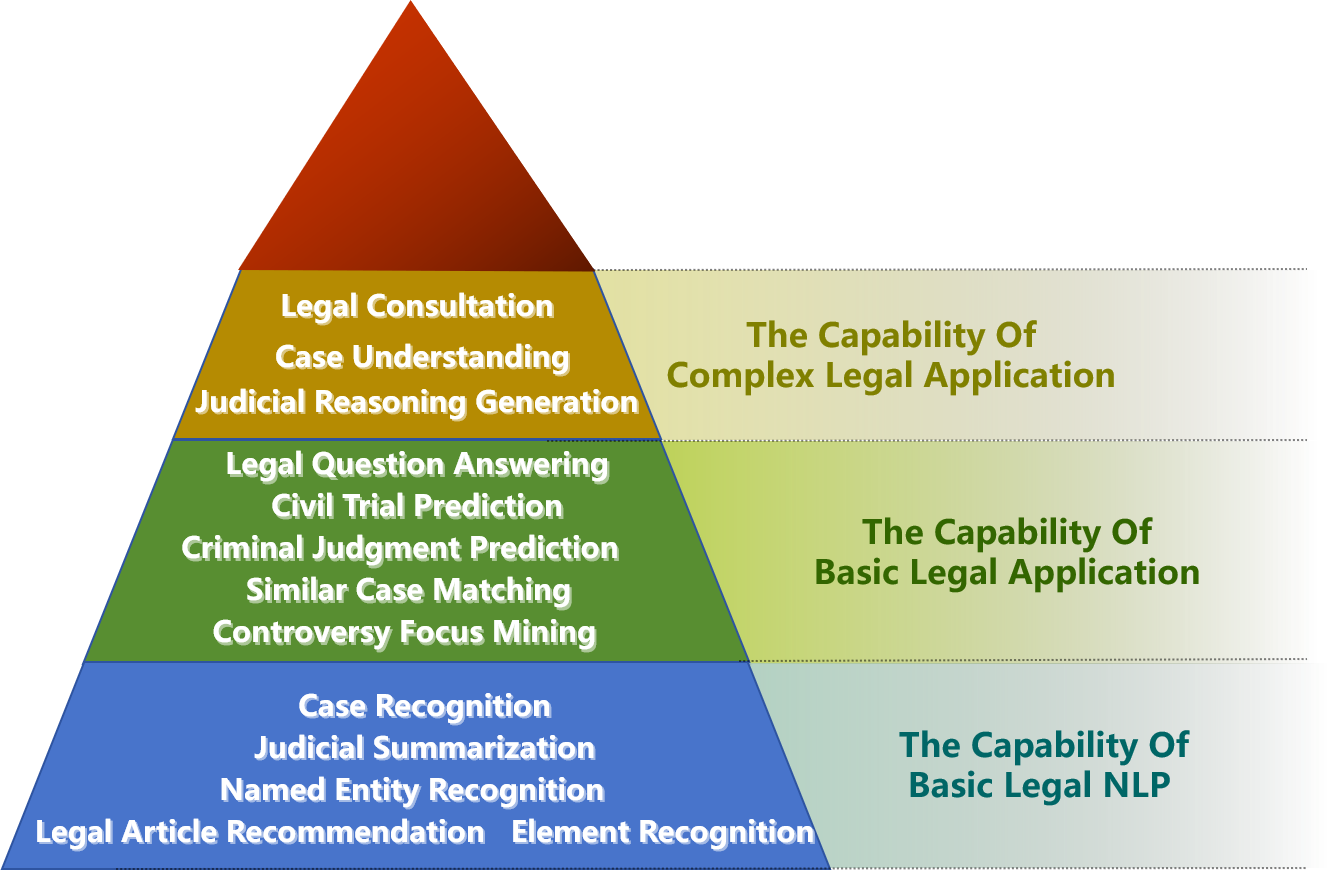 Legal Consultation
Case Understanding
Judicial Reasoning Generation
The Capability Of
Complex Legal Application
Legal Question Answering
Civil Trial Prediction
Criminal Judgment Prediction
Similar Case Matching
Controversy Focus Mining
The Capability Of
Basic Legal Application
Case Recognition
Judicial Summarization
Named Entity Recognition
Legal Article Recommendation Element Recognition
The Capability Of
Basic Legal NLP